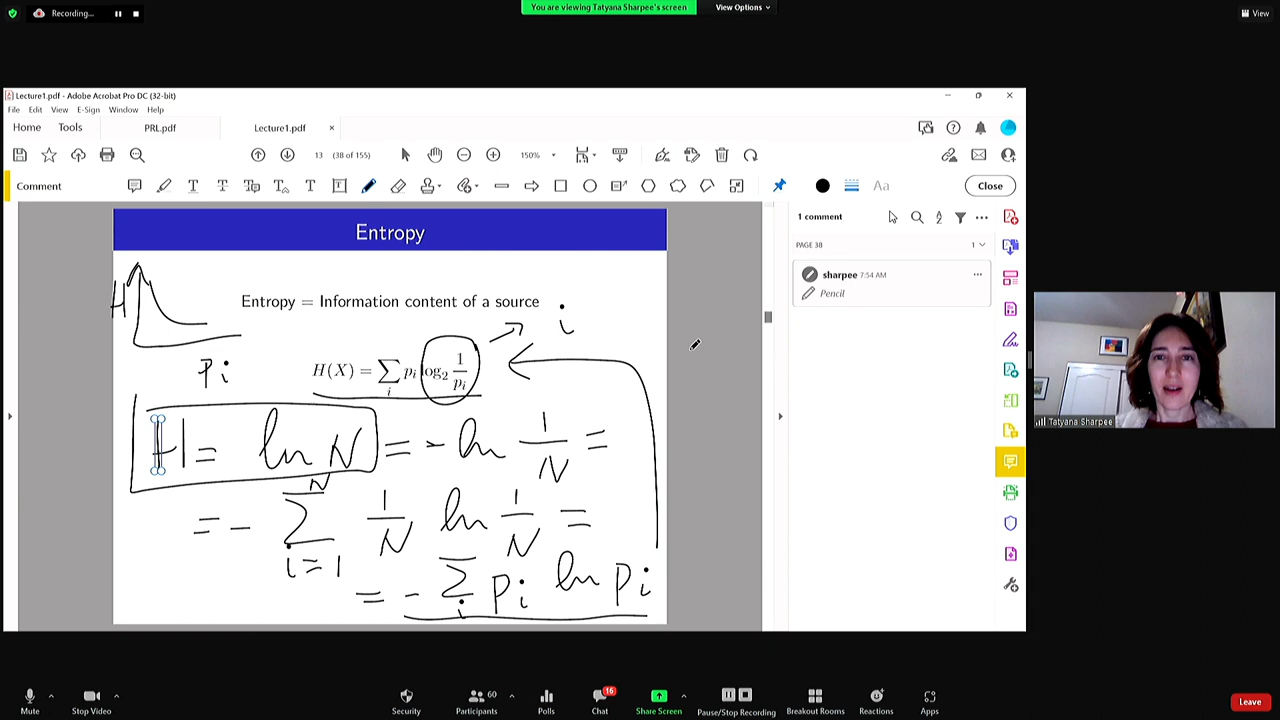 Recording...
You are viewing Tatyana Sharpee's screen
View Options
View
Lecture1.pdf - Adobe Acrobat Pro DC (32-bit)
File Edit View E-Sign Window Help
Home Tools PRL.pdf Lecture1.pdf ×
13 (38 of 155) 150%
Comment Aa Close
1 comment
PAGE 38 1
sharpee 7:54 AM
Pencil
Entropy
Entropy = Information content of a source
i
H
pi
H(X) = ∑i pi log2 1/pi
H = ln N = - ln 1/N =
= - ∑ i=1 N 1/N ln 1/N =
= - ∑i pi ln pi
Tatyana Sharpee
Mute
Stop Video
Security
Participants 60
Polls
Chat 16
Share Screen
Pause/Stop Recording
Breakout Rooms
Reactions
Apps
Leave